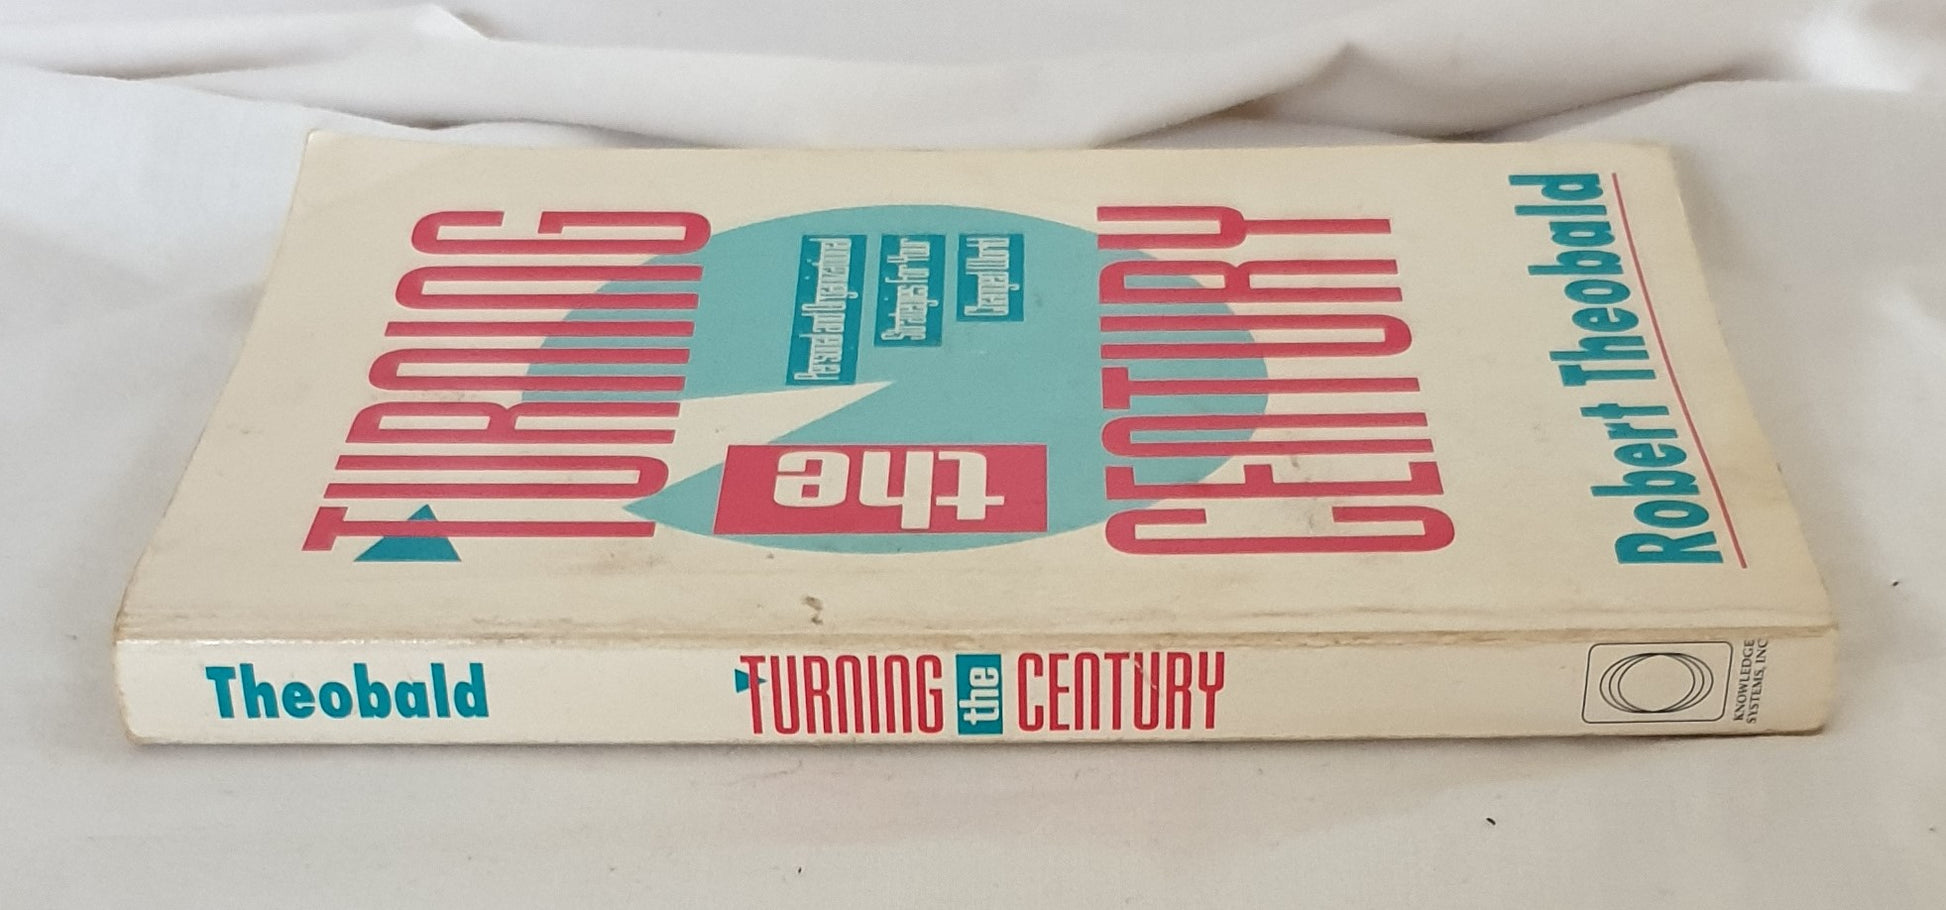 TURNING
the
CENTURY
Personal and Organizational
Strategies for Your
Changed World
Robert Theobald
Theobald
TURNING the CENTURY
KNOWLEDGE
SYSTEMS, INC